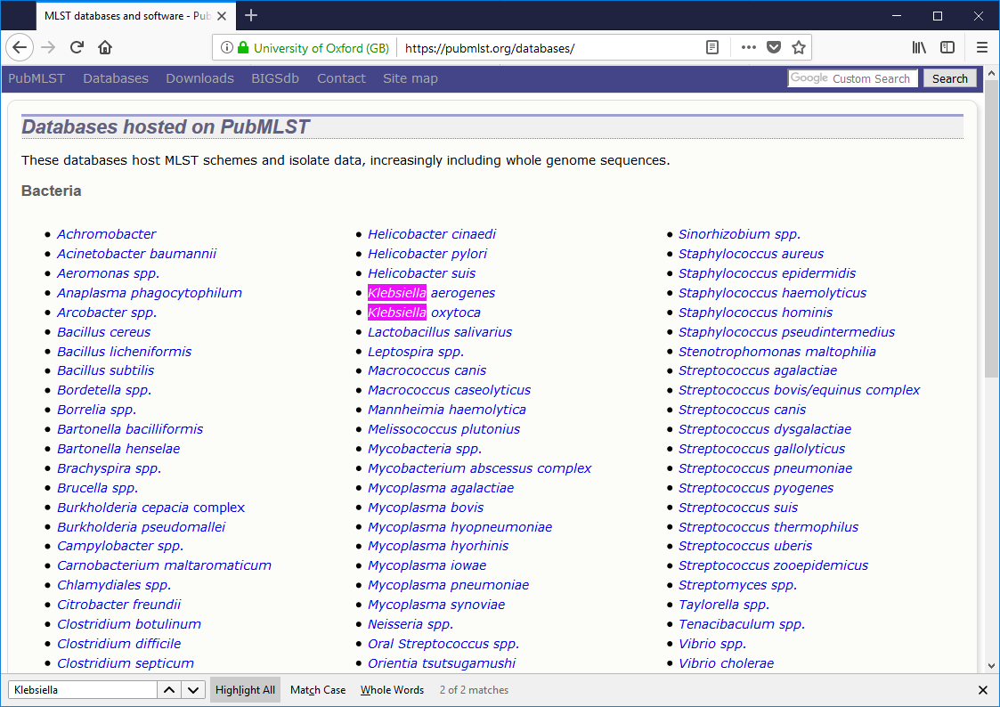 MLST databases and software - Pub
University of Oxford (GB)
https://pubmlst.org/databases/
PubMLST Databases Downloads BIGSdb Contact Site map
Google Custom Search
Search
Databases hosted on PubMLST
These databases host MLST schemes and isolate data, increasingly including whole genome sequences.
Bacteria
Achromobacter
Acinetobacter baumannii
Aeromonas spp.
Anaplasma phagocytophilum
Arcobacter spp.
Bacillus cereus
Bacillus licheniformis
Bacillus subtilis
Bordetella spp.
Borrelia spp.
Bartonella bacilliformis
Bartonella henselae
Brachyspira spp.
Brucella spp.
Burkholderia cepacia complex
Burkholderia pseudomallei
Campylobacter spp.
Carnobacterium maltaromaticum
Chlamydiales spp.
Citrobacter freundii
Clostridium botulinum
Clostridium difficile
Clostridium septicum
Helicobacter cinaedi
Helicobacter pylori
Helicobacter suis
Klebsiella aerogenes
Klebsiella oxytoca
Lactobacillus salivarius
Leptospira spp.
Macrococcus canis
Macrococcus caseolyticus
Mannheimia haemolytica
Melissococcus plutonius
Mycobacteria spp.
Mycobacterium abscessus complex
Mycoplasma agalactiae
Mycoplasma bovis
Mycoplasma hyopneumoniae
Mycoplasma hyorhinis
Mycoplasma iowae
Mycoplasma pneumoniae
Mycoplasma synoviae
Neisseria spp.
Oral Streptococcus spp.
Orientia tsutsugamushi
Sinorhizobium spp.
Staphylococcus aureus
Staphylococcus epidermidis
Staphylococcus haemolyticus
Staphylococcus hominis
Staphylococcus pseudintermedius
Stenotrophomonas maltophilia
Streptococcus agalactiae
Streptococcus bovis/equinus complex
Streptococcus canis
Streptococcus dysgalactiae
Streptococcus gallolyticus
Streptococcus pneumoniae
Streptococcus pyogenes
Streptococcus suis
Streptococcus thermophilus
Streptococcus uberis
Streptococcus zooepidemicus
Streptomyces spp.
Taylorella spp.
Tenacibaculum spp.
Vibrio spp.
Vibrio cholerae
Klebsiella
Highlight All Match Case Whole Words 2 of 2 matches